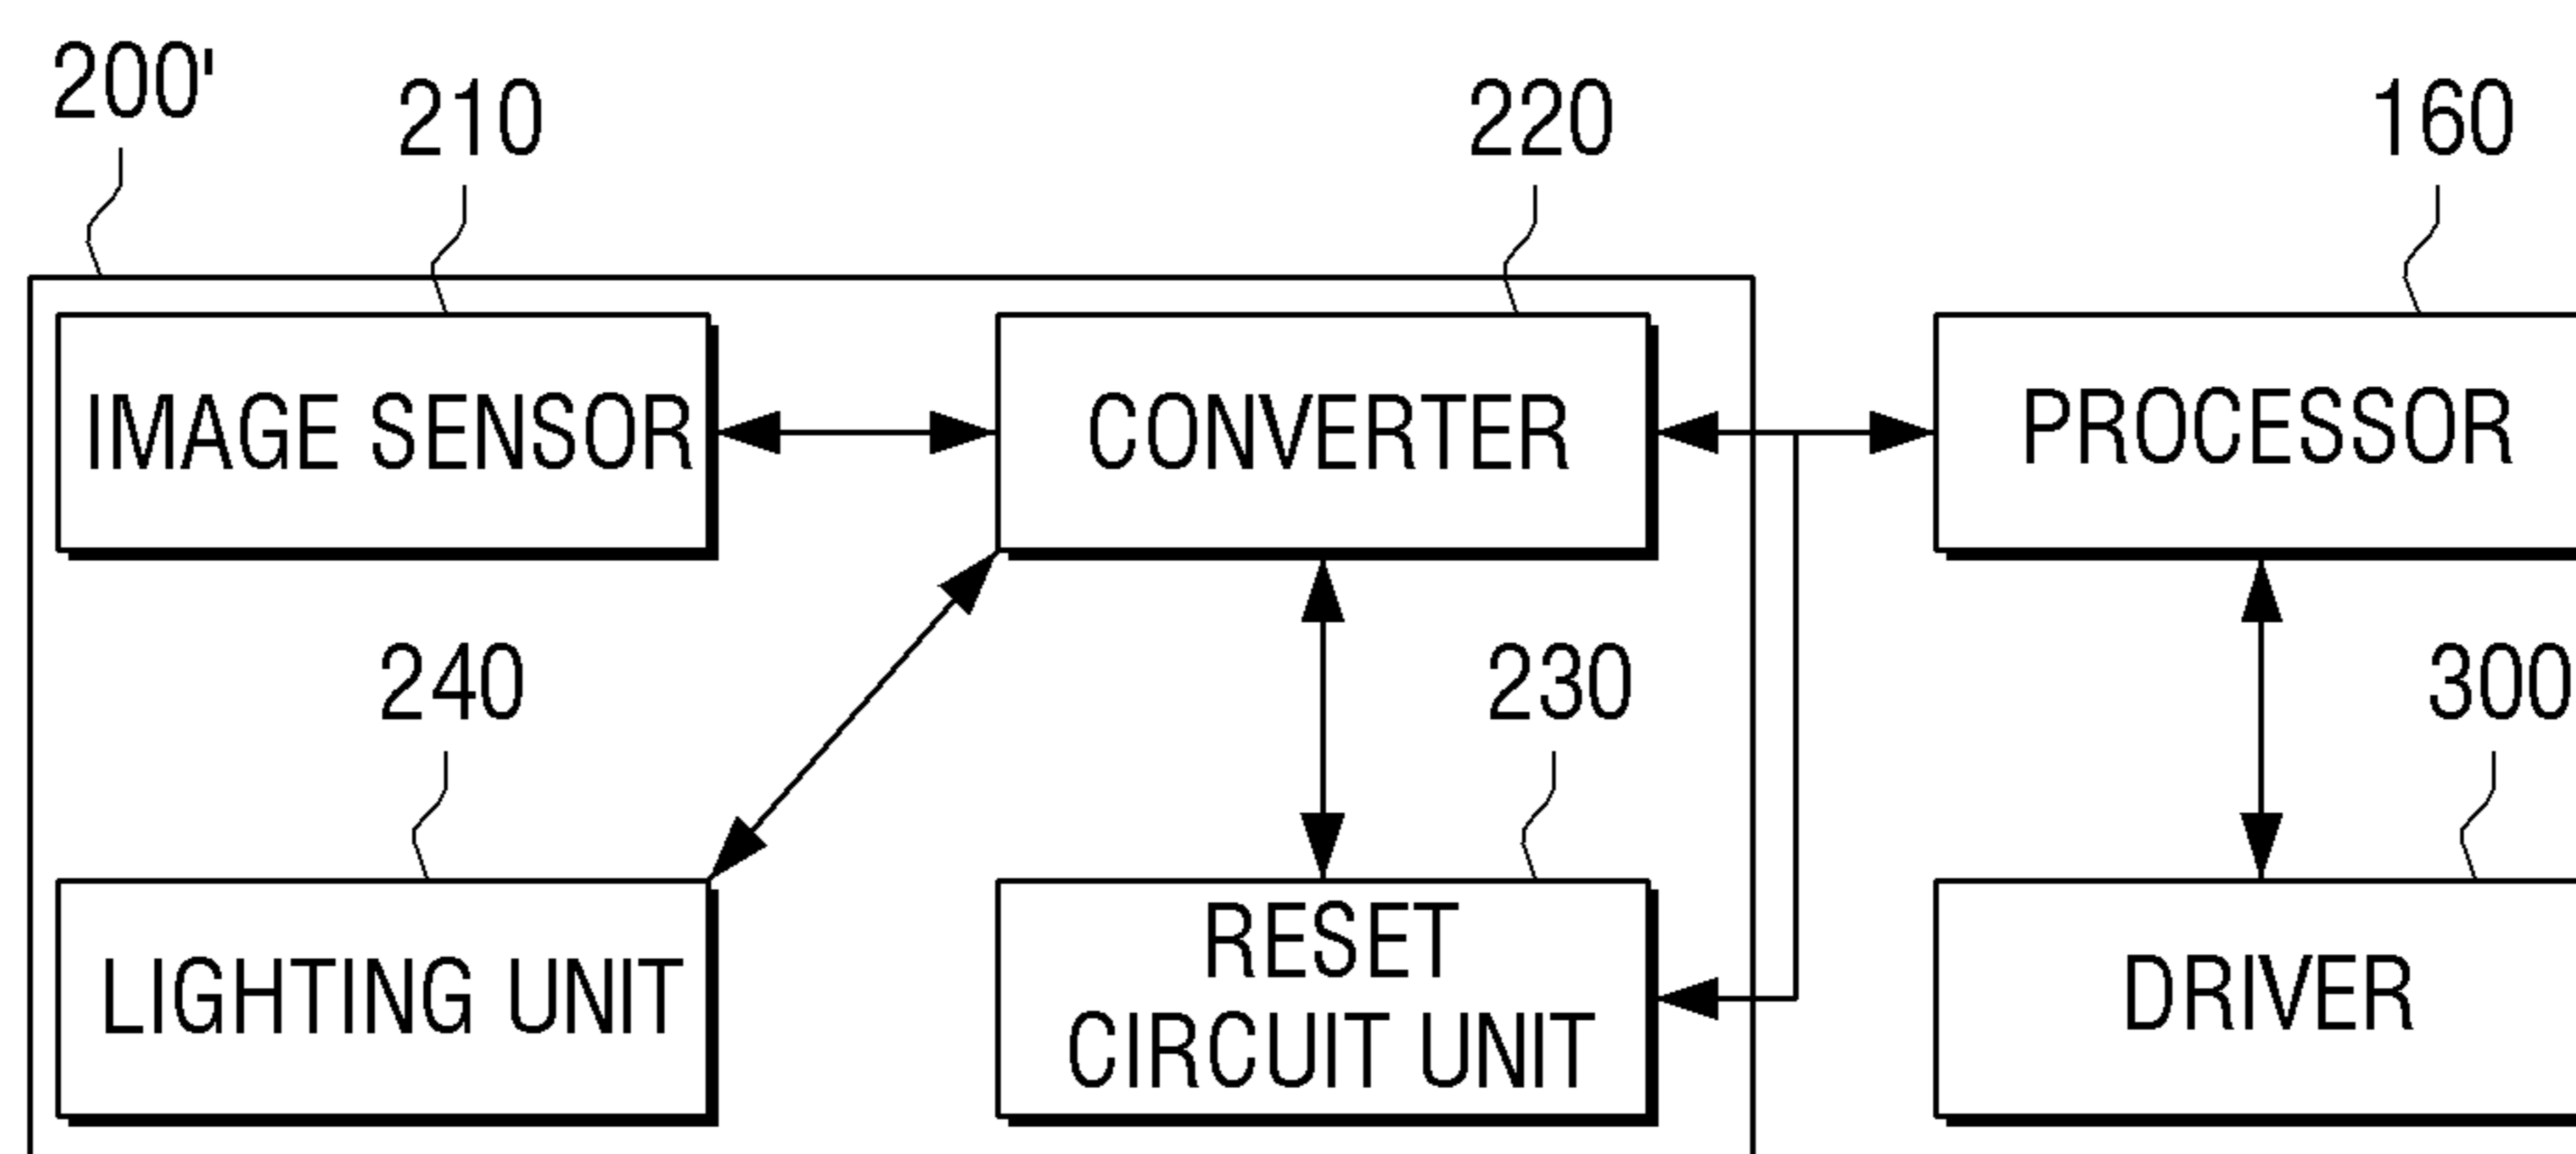 200'
210
220
160
IMAGE SENSOR
CONVERTER
PROCESSOR
240
230
300
LIGHTING UNIT
RESET
CIRCUIT UNIT
DRIVER